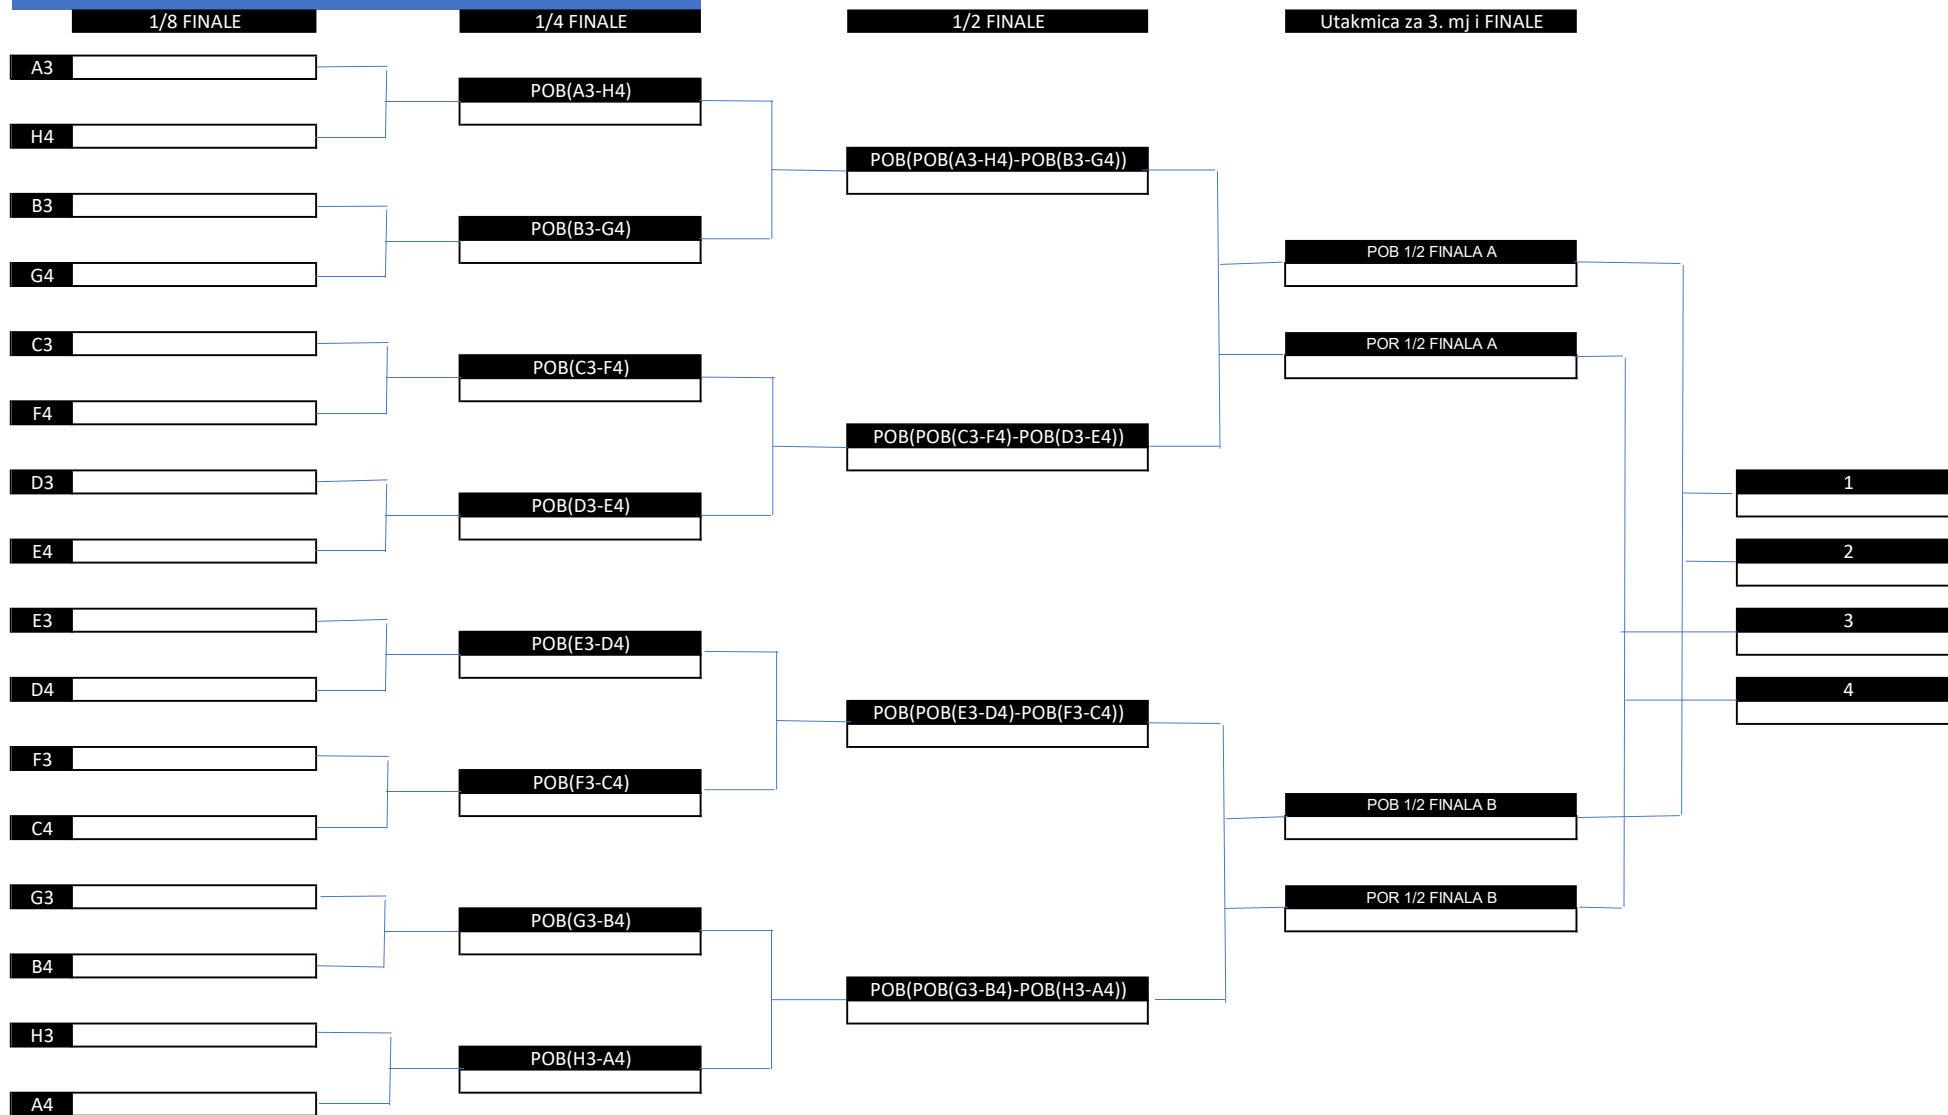 1/8 FINALE
1/4 FINALE
1/2 FINALE
Utakmica za 3. mj i FINALE
A3
POB(A3-H4)
H4
POB(POB(A3-H4)-POB(B3-G4))
B3
POB(B3-G4)
POB 1/2 FINALA A
G4
C3
POR 1/2 FINALA A
POB(C3-F4)
F4
POB(POB(C3-F4)-POB(D3-E4))
D3
1
POB(D3-E4)
E4
2
E3
3
POB(E3-D4)
D4
4
POB(POB(E3-D4)-POB(F3-C4))
F3
POB(F3-C4)
POB 1/2 FINALA B
C4
G3
POR 1/2 FINALA B
POB(G3-B4)
B4
POB(POB(G3-B4)-POB(H3-A4))
H3
POB(H3-A4)
A4